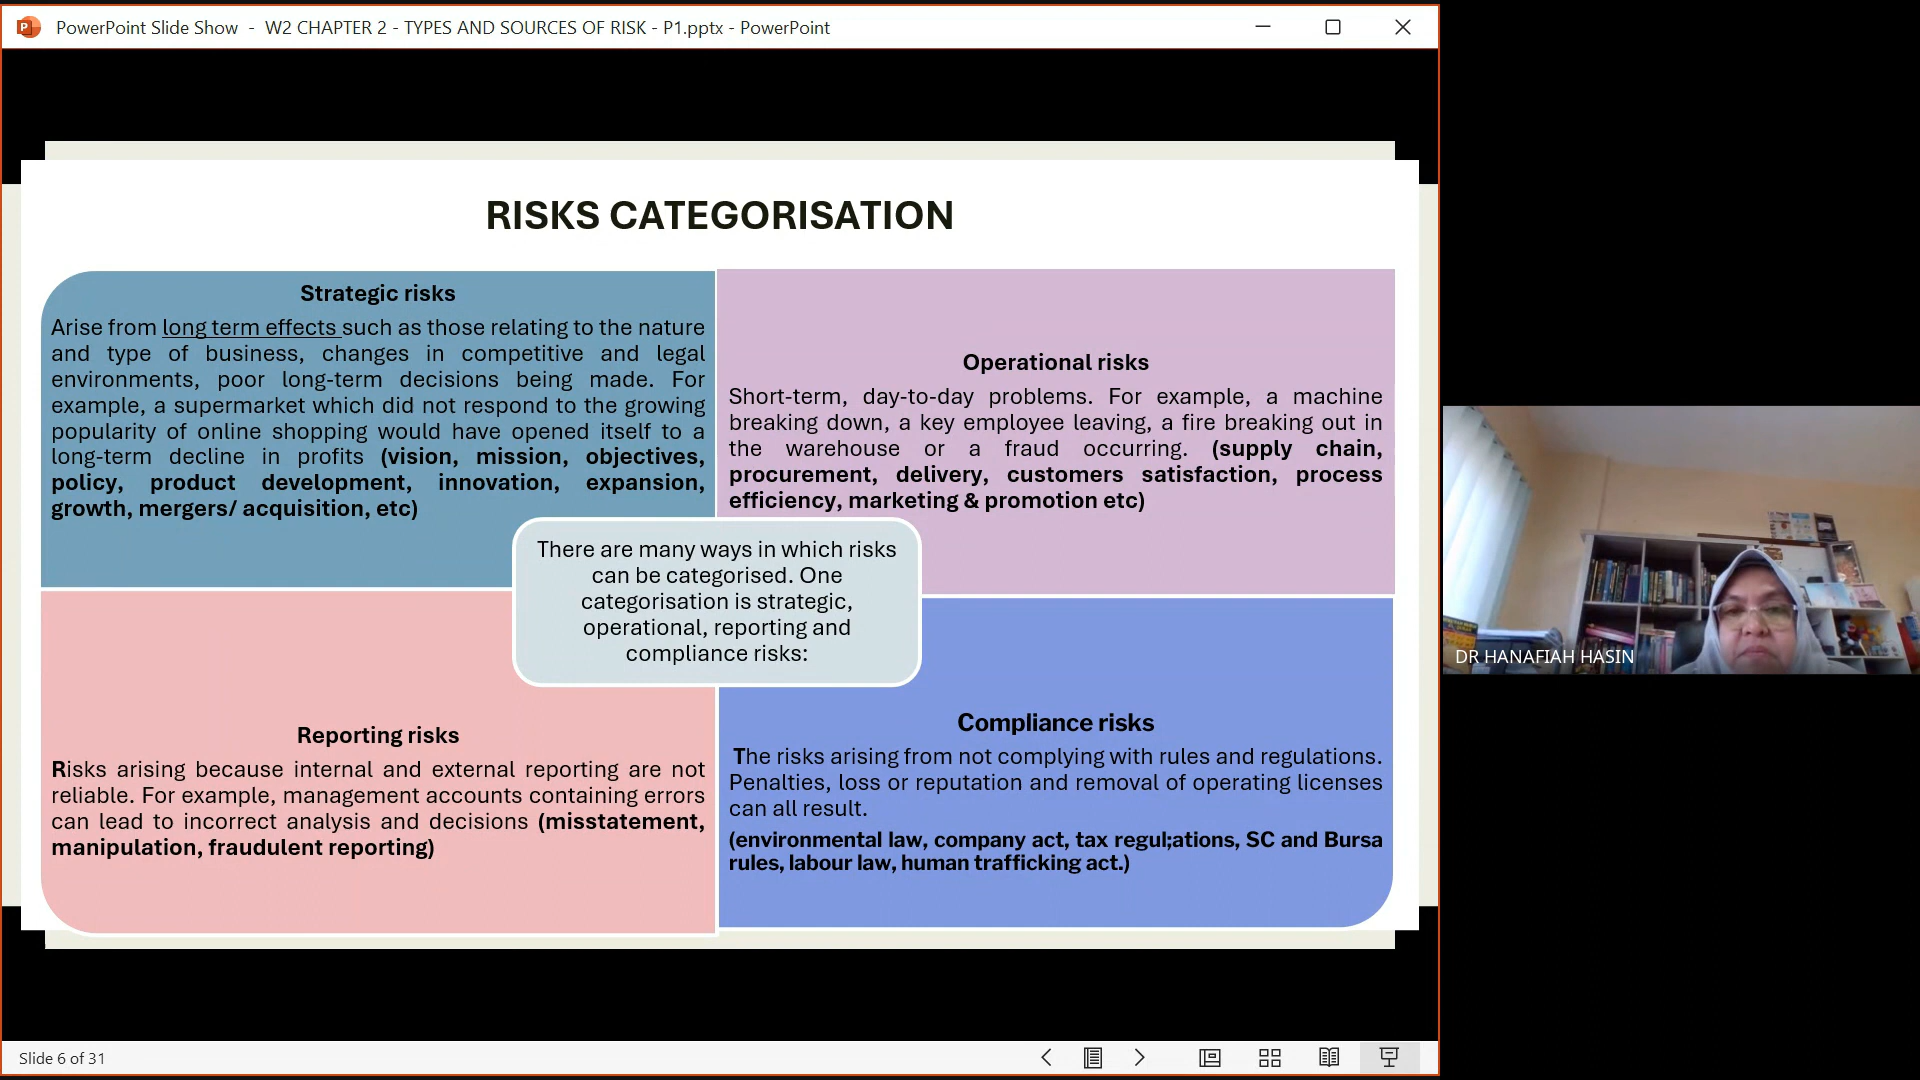 PowerPoint Slide Show - W2 CHAPTER 2 - TYPES AND SOURCES OF RISK - P1.pptx - PowerPoint
RISKS CATEGORISATION
Strategic risks
Arise from long term effects such as those relating to the nature
and type of business, changes in competitive and legal
environments, poor long-term decisions being made. For
example, a supermarket which did not respond to the growing
popularity of online shopping would have opened itself to a
long-term decline in profits (vision, mission, objectives,
policy, product development, innovation, expansion,
growth, mergers/ acquisition, etc)
Operational risks
Short-term, day-to-day problems. For example, a machine
breaking down, a key employee leaving, a fire breaking out in
the warehouse or a fraud occurring. (supply chain,
procurement, delivery, customers satisfaction, process
efficiency, marketing & promotion etc)
There are many ways in which risks
can be categorised. One
categorisation is strategic,
operational, reporting and
compliance risks:
Reporting risks
Risks arising because internal and external reporting are not
reliable. For example, management accounts containing errors
can lead to incorrect analysis and decisions (misstatement,
manipulation, fraudulent reporting)
Compliance risks
The risks arising from not complying with rules and regulations.
Penalties, loss or reputation and removal of operating licenses
can all result.
(environmental law, company act, tax regul;ations, SC and Bursa
rules, labour law, human trafficking act.)
DR HANAFIAH HASIN
Slide 6 of 31